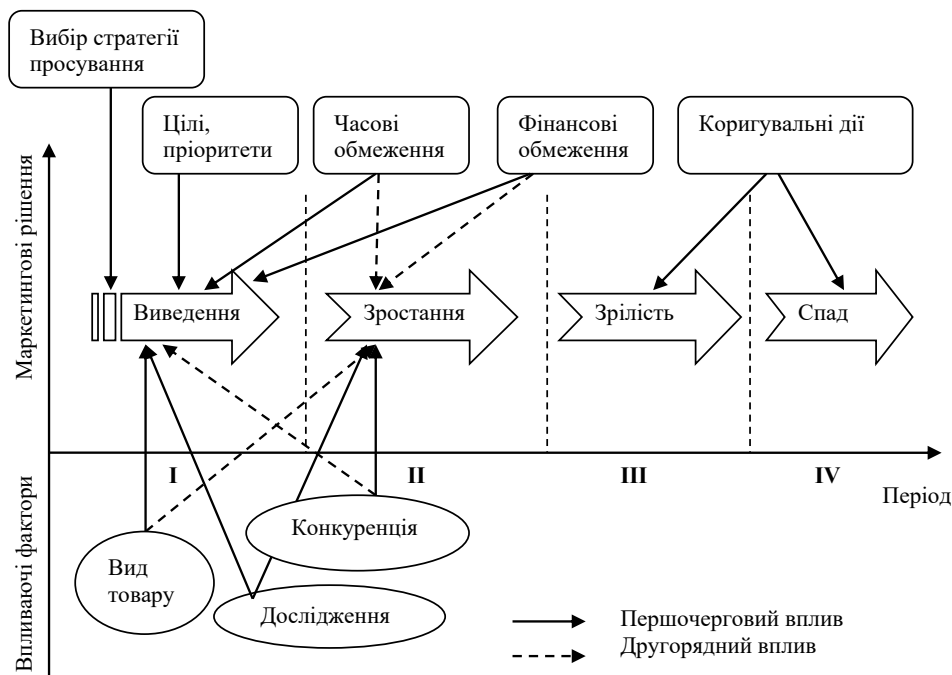 Вибір стратегії
просування
Цілі,
пріоритети
Часові
обмеження
Фінансові
обмеження
Коригувальні дії
Маркетингові рішення
Виведення
Зростання
Зрілість
Спад
I
II
III
IV
Період
Впливаючі фактори
Вид
товару
Конкуренція
Дослідження
Першочерговий вплив
Другорядний вплив